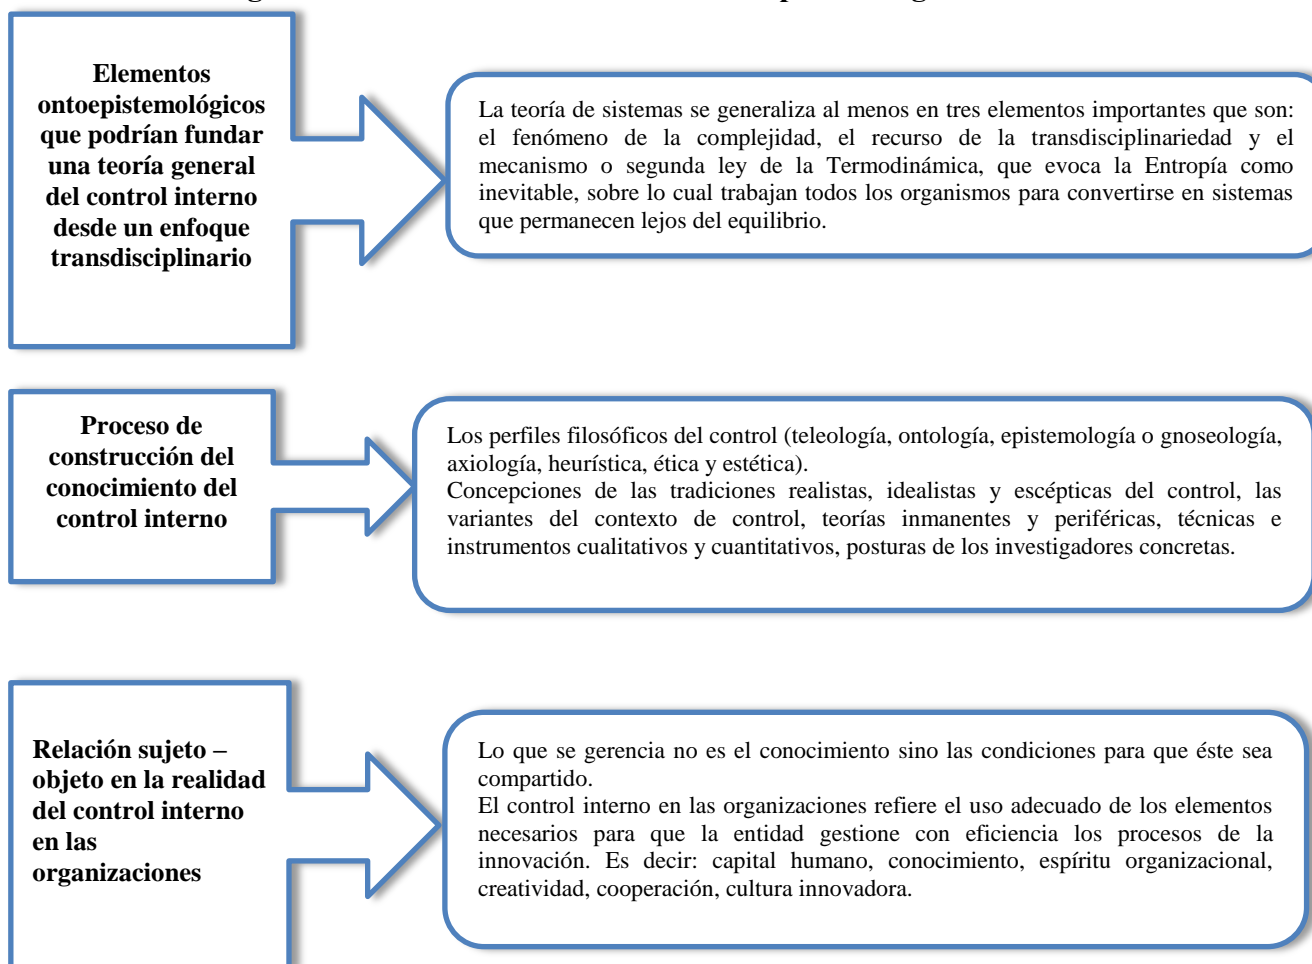 Elementos
ontoepistemológicos
que podrían fundar
una teoría general
del control interno
desde un enfoque
transdisciplinario
La teoría de sistemas se generaliza al menos en tres elementos importantes que son:
el fenómeno de la complejidad, el recurso de la transdisciplinariedad y el
mecanismo o segunda ley de la Termodinámica, que evoca la Entropía como
inevitable, sobre lo cual trabajan todos los organismos para convertirse en sistemas
que permanecen lejos del equilibrio.
Proceso de
construcción del
conocimiento del
control interno
Los perfiles filosóficos del control (teleología, ontología, epistemología o gnoseología,
axiología, heurística, ética y estética).
Concepciones de las tradiciones realistas, idealistas y escépticas del control, las
variantes del contexto de control, teorías inmanentes y periféricas, técnicas e
instrumentos cualitativos y cuantitativos, posturas de los investigadores concretas.
Relación sujeto –
objeto en la realidad
del control interno
en las
organizaciones
Lo que se gerencia no es el conocimiento sino las condiciones para que éste sea
compartido.
El control interno en las organizaciones refiere el uso adecuado de los elementos
necesarios para que la entidad gestione con eficiencia los procesos de la
innovación. Es decir: capital humano, conocimiento, espíritu organizacional,
creatividad, cooperación, cultura innovadora.